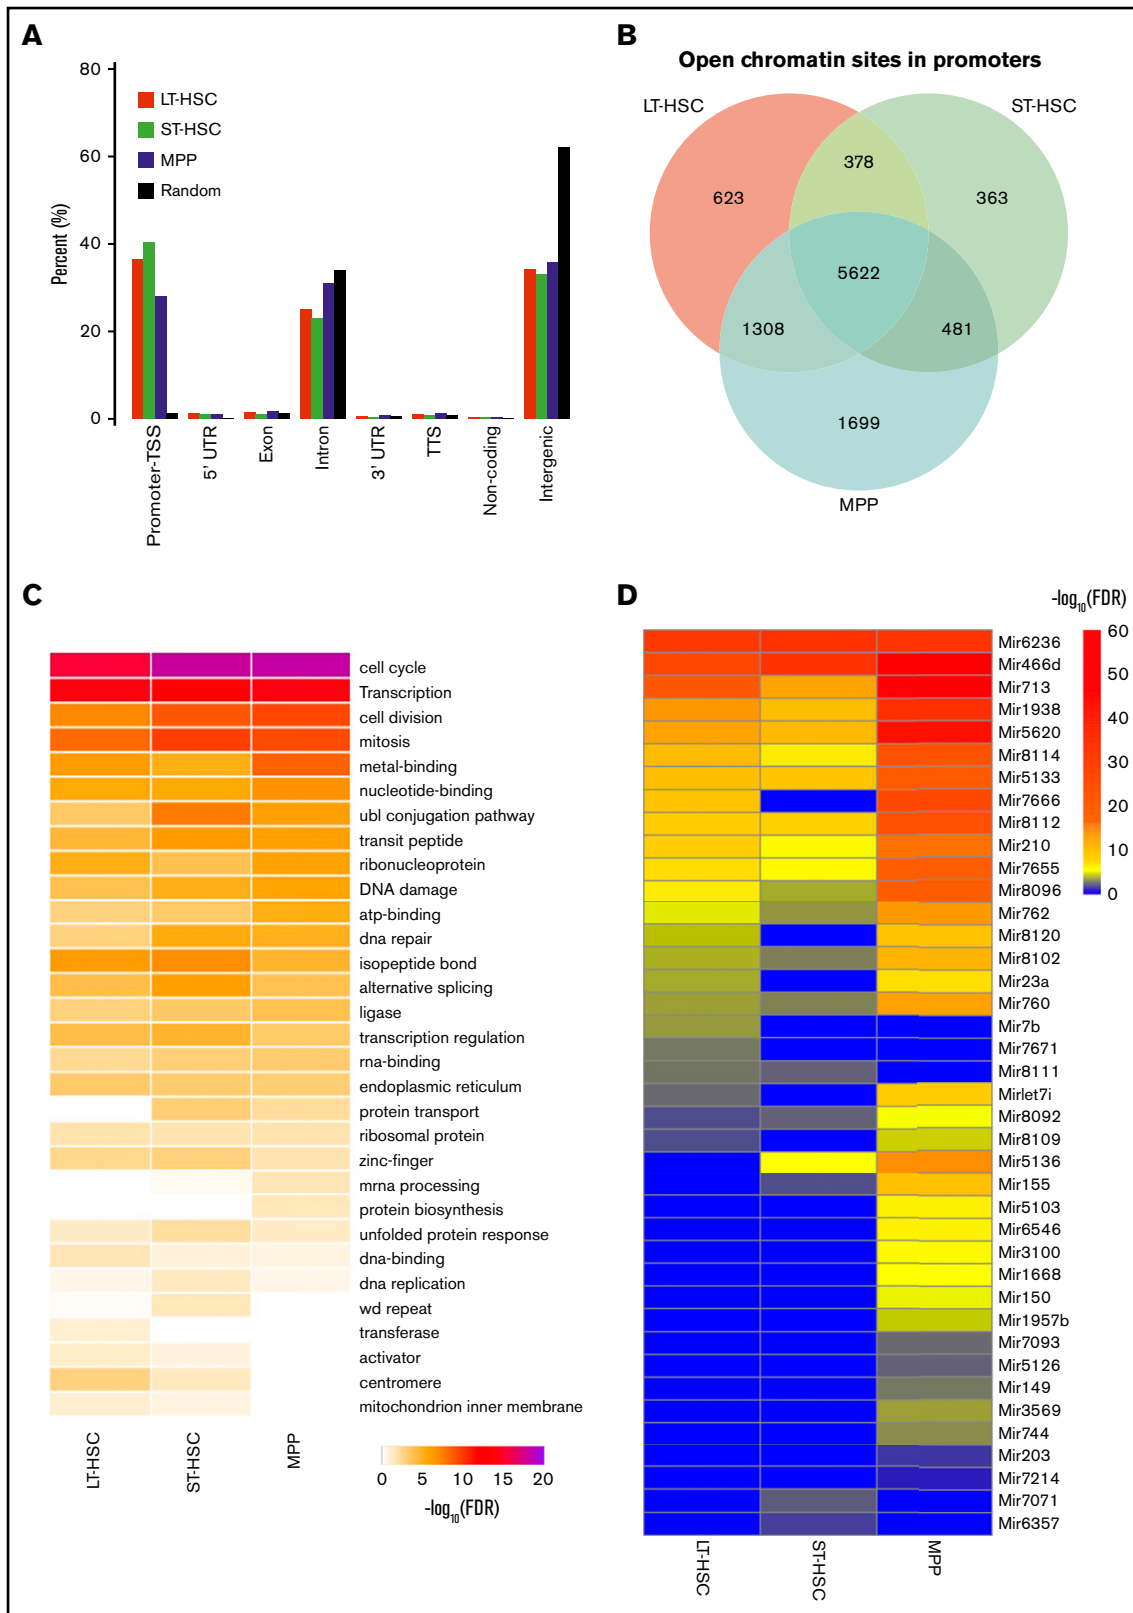 A
80
60
40
20
0
Percent (%)
LT-HSC
ST-HSC
MPP
Random
Promoter-TSS
5' UTR
Exon
Intron
3' UTR
TTS
Non-coding
Intergenic
B
Open chromatin sites in promoters
LT-HSC
ST-HSC
378
623
363
5622
1308
481
1699
MPP
C
cell cycle
Transcription
cell division
mitosis
metal-binding
nucleotide-binding
ubl conjugation pathway
transit peptide
ribonucleoprotein
DNA damage
atp-binding
dna repair
isopeptide bond
alternative splicing
ligase
transcription regulation
rna-binding
endoplasmic reticulum
protein transport
ribosomal protein
zinc-finger
mrna processing
protein biosynthesis
unfolded protein response
dna-binding
dna replication
wd repeat
transferase
activator
centromere
mitochondrion inner membrane
LT-HSC
ST-HSC
MPP
0 5 10 15 20
-log10(FDR)
D
-log10(FDR)
60
50
40
30
20
10
0
Mir6236
Mir466d
Mir713
Mir1938
Mir5620
Mir8114
Mir5133
Mir7666
Mir8112
Mir210
Mir7655
Mir8096
Mir762
Mir8120
Mir8102
Mir23a
Mir760
Mir7b
Mir7671
Mir8111
Mirlet7i
Mir8092
Mir8109
Mir5136
Mir155
Mir5103
Mir6546
Mir3100
Mir1668
Mir150
Mir1957b
Mir7093
Mir5126
Mir149
Mir3569
Mir744
Mir203
Mir7214
Mir7071
Mir6357
LT-HSC
ST-HSC
MPP